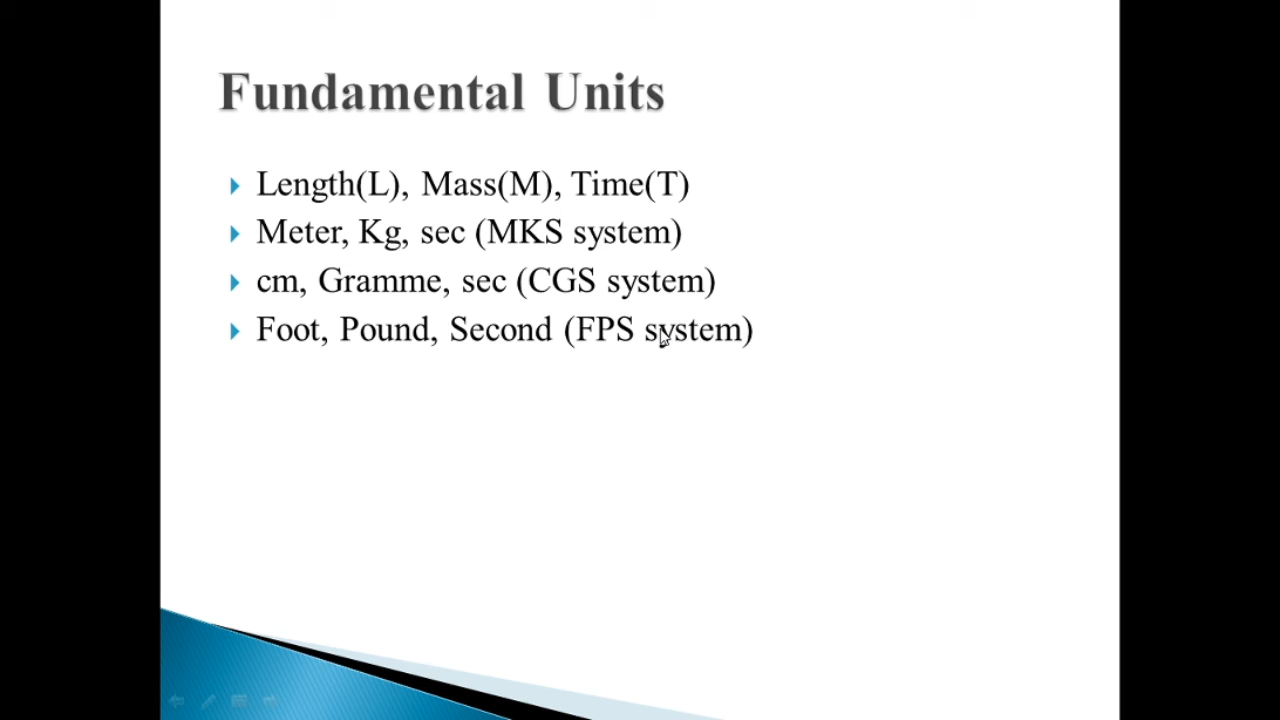 Fundamental Units
Length(L), Mass(M), Time(T)
Meter, Kg, sec (MKS system)
cm, Gramme, sec (CGS system)
Foot, Pound, Second (FPS system)